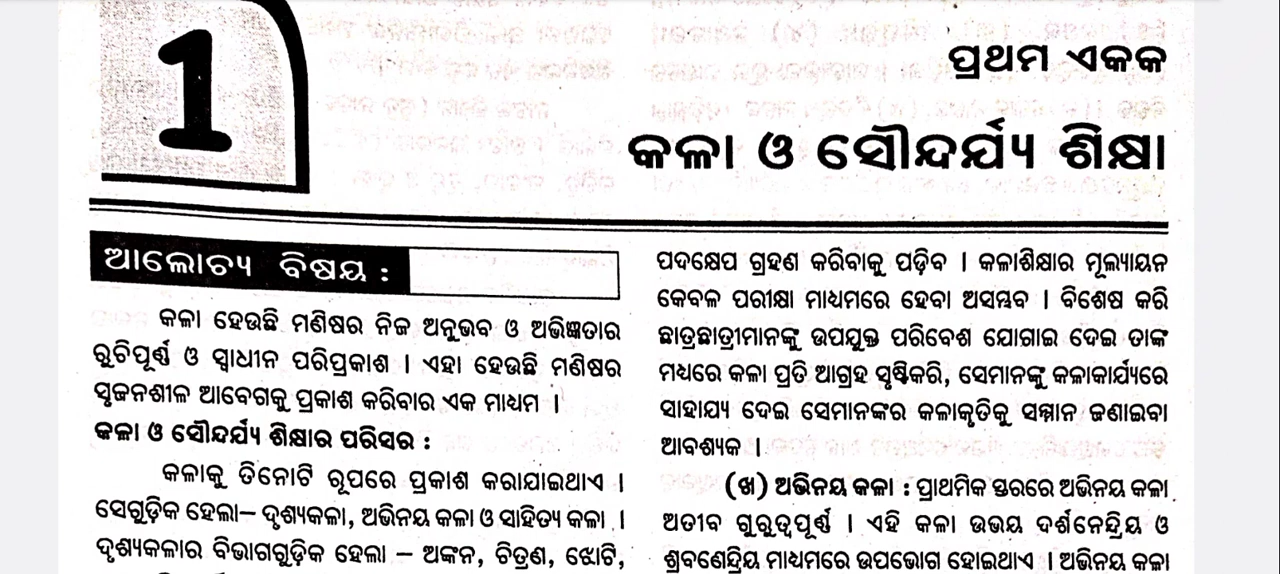 1
ପ୍ରଥମ ଏକକ
କଳା ଓ ସୌନ୍ଦର୍ଯ୍ୟ ଶିକ୍ଷା
ଆଲୋଚ୍ୟ ବିଷୟ :
କଳା ହେଉଛି ମଣିଷର ନିଜ ଅନୁଭବ ଓ ଅଭିଜ୍ଞତାର
ରୁଚିପୂର୍ଣ୍ଣ ଓ ସ୍ୱାଧୀନ ପରିପ୍ରକାଶ । ଏହା ହେଉଛି ମଣିଷର
ସୃଜନଶୀଳ ଆବେଗକୁ ପ୍ରକାଶ କରିବାର ଏକ ମାଧ୍ୟମ ।
କଳା ଓ ସୌନ୍ଦର୍ଯ୍ୟ ଶିକ୍ଷାର ପରିସର :
କଳାକୁ ତିନୋଟି ରୂପରେ ପ୍ରକାଶ କରାଯାଇଥାଏ ।
ସେଗୁଡ଼ିକ ହେଲା– ଦୃଶ୍ୟକଳା, ଅଭିନୟ କଳା ଓ ସାହିତ୍ୟ କଳା ।
ଦୃଶ୍ୟକଳାର ବିଭାଗଗୁଡ଼ିକ ହେଲା – ଅଙ୍କନ, ଚିତ୍ରଣ, ଝୋଟି,
ପଦକ୍ଷେପ ଗ୍ରହଣ କରିବାକୁ ପଡ଼ିବ । କଳାଶିକ୍ଷାର ମୂଲ୍ୟାୟନ
କେବଳ ପରୀକ୍ଷା ମାଧ୍ୟମରେ ହେବା ଅସମ୍ଭବ । ବିଶେଷ କରି
ଛାତ୍ରଛାତ୍ରୀମାନଙ୍କୁ ଉପଯୁକ୍ତ ପରିବେଶ ଯୋଗାଇ ଦେଇ ତାଙ୍କ
ମଧ୍ୟରେ କଳା ପ୍ରତି ଆଗ୍ରହ ସୃଷ୍ଟିକରି, ସେମାନଙ୍କୁ କଳାକାର୍ଯ୍ୟରେ
ସାହାଯ୍ୟ ଦେଇ ସେମାନଙ୍କର କଳାକୃତିକୁ ସମ୍ମାନ ଜଣାଇବା
ଆବଶ୍ୟକ ।
(ଖ) ଅଭିନୟ କଳା : ପ୍ରାଥମିକ ସ୍ତରରେ ଅଭିନୟ କଳା
ଅତୀବ ଗୁରୁତ୍ୱପୂର୍ଣ୍ଣ । ଏହି କଳା ଉଭୟ ଦର୍ଶନେନ୍ଦ୍ରିୟ ଓ
ଶ୍ରବଣେନ୍ଦ୍ରିୟ ମାଧ୍ୟମରେ ଉପଭୋଗ ହୋଇଥାଏ । ଅଭିନୟ କଳା